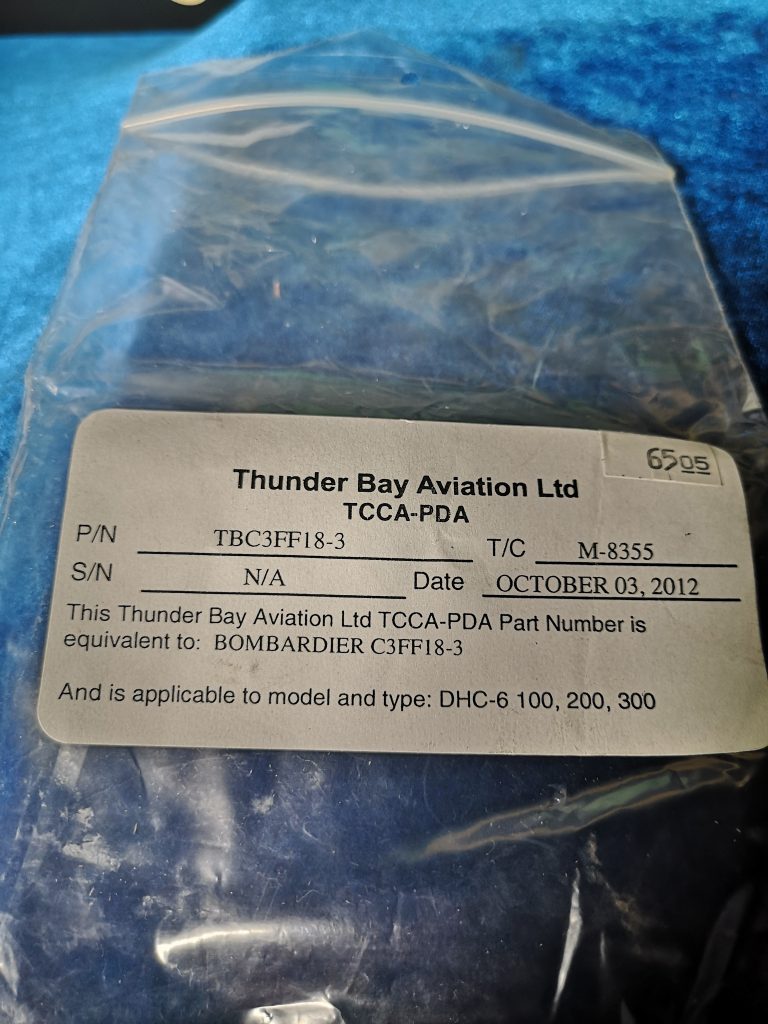 6505
Thunder Bay Aviation Ltd
TCCA-PDA
P/N TBC3FF18-3 T/C M-8355
S/N N/A Date OCTOBER 03, 2012
This Thunder Bay Aviation Ltd TCCA-PDA Part Number is
equivalent to: BOMBARDIER C3FF18-3
And is applicable to model and type: DHC-6 100, 200, 300